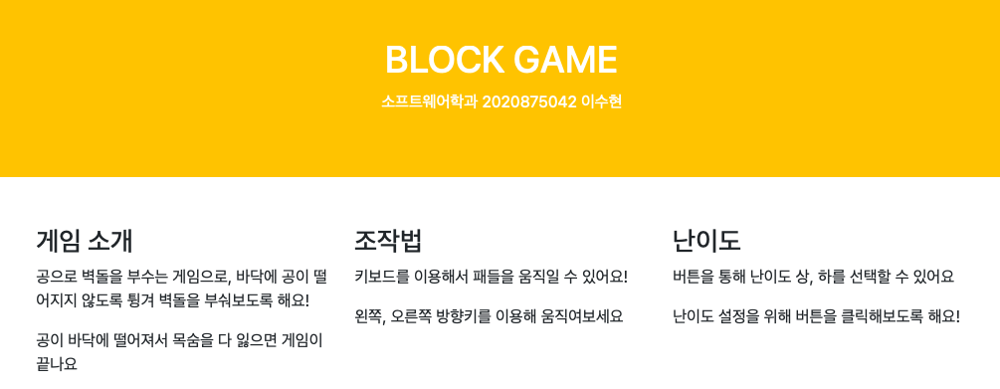 BLOCK GAME
소프트웨어학과 2020875042 이수현
게임 소개
공으로 벽돌을 부수는 게임으로, 바닥에 공이 떨
어지지 않도록 튕겨 벽돌을 부숴보도록 해요!
공이 바닥에 떨어져서 목숨을 다 잃으면 게임이
끝나요
조작법
키보드를 이용해서 패들을 움직일 수 있어요!
왼쪽, 오른쪽 방향키를 이용해 움직여보세요
난이도
버튼을 통해 난이도 상, 하를 선택할 수 있어요
난이도 설정을 위해 버튼을 클릭해보도록 해요!